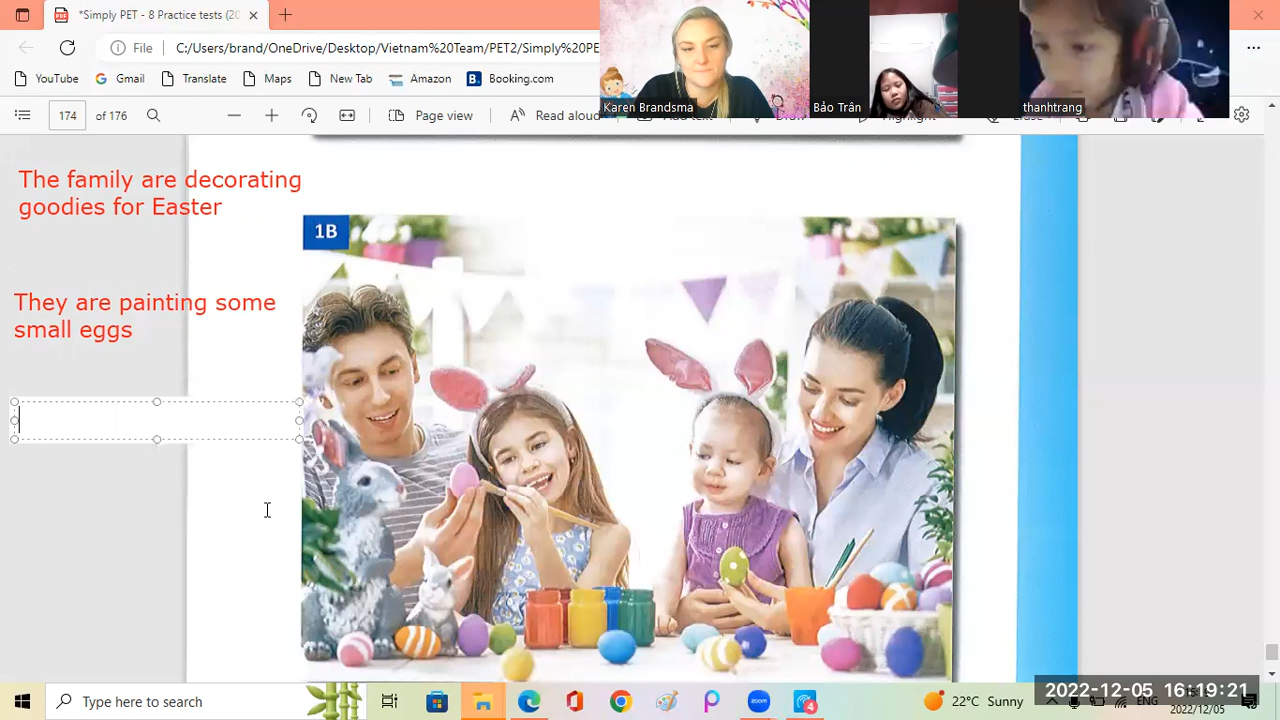 *Simply PET - 8 Practice tests (20
File
C:/Users/brand/OneDrive/Desktop/Vietnam%20Team/PET2/Simply%20PE
YouTube
Gmail
Translate
Maps
New Tab
Amazon
Booking.com
174 of 176
Page view
Read aloud
Karen Brandsma
Bảo Trân
thanhtrang
The family are decorating
goodies for Easter
1B
They are painting some
small eggs
Type here to search
22°C Sunny
ENG
2022-12-05 16:19:21
2022/12/05